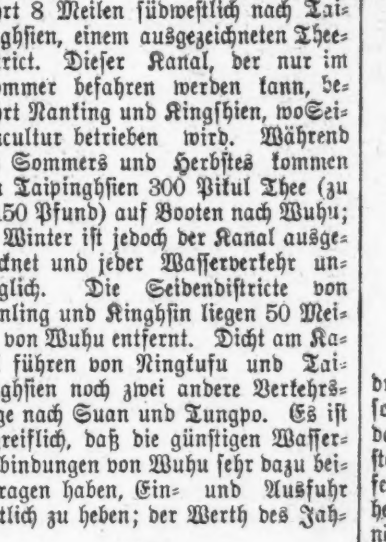 rt 8 Meilen südwestlich nach Tai=
ghsien, einem ausgezeichneten Thee=
rict. Dieser Kanal, der nur im
mmer befahren werden kann, be=
rt Nanking und Kingshien, wo Sei=
cultur betrieben wird. Während
Sommers und Herbstes kommen
Taipinghsien 300 Pikul Thee (zu
50 Pfund) auf Booten nach Wuhu;
Winter ist jedoch der Kanal ausge=
cknet und jeder Wasserverkehr un=
glich. Die Seidendistricte von
nling und Kinghsin liegen 50 Mei=
von Wuhu entfernt. Dicht am Ka=
führen von Ningkufu und Tai=
ghsien noch zwei andere Verkehrs=
ge nach Suan und Tungpo. Es ist
reiflich, daß die günstigen Wasser=
bindungen von Wuhu sehr dazu bei=
ragen haben, Ein= und Ausfuhr
tlich zu heben; der Werth des Jah=